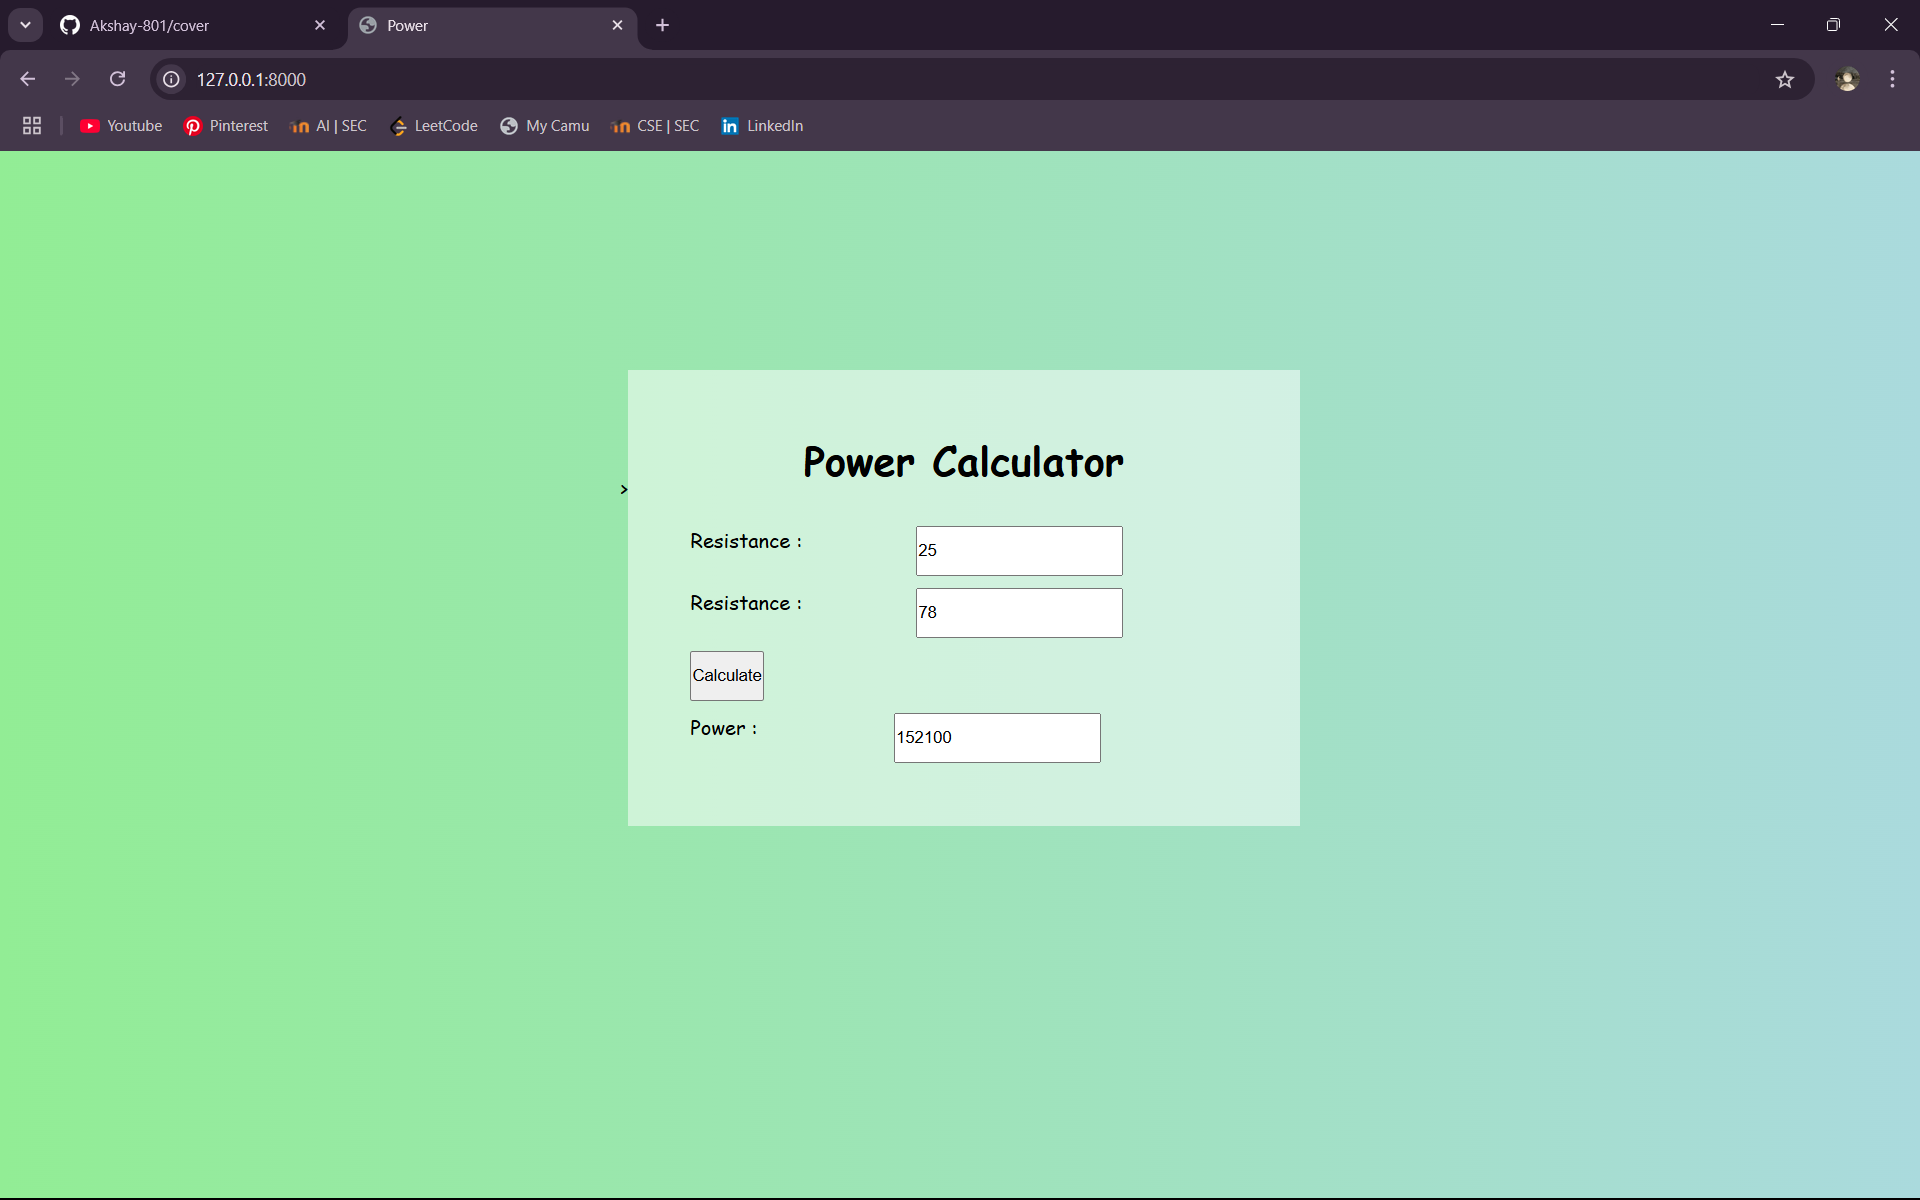 Akshay-801/cover
Power
127.0.0.1:8000
Youtube
Pinterest
AI | SEC
LeetCode
My Camu
CSE | SEC
LinkedIn
Power Calculator
>
Resistance :
25
Resistance :
78
Calculate
Power :
152100